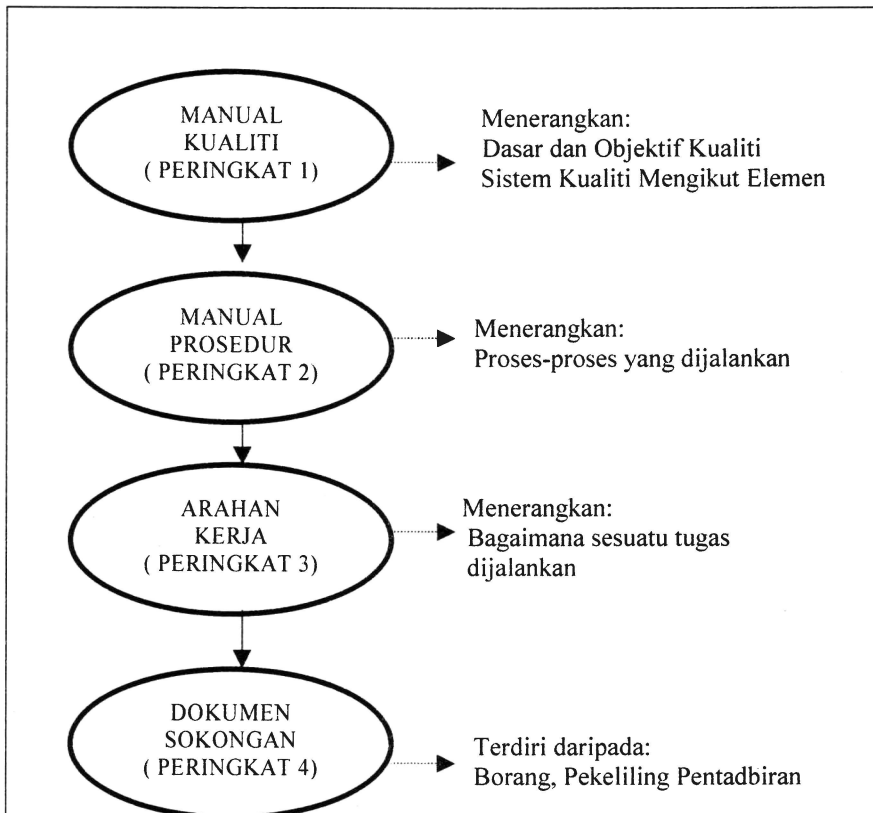 MANUAL
KUALITI
( PERINGKAT 1)
Menerangkan:
Dasar dan Objektif Kualiti
Sistem Kualiti Mengikut Elemen
MANUAL
PROSEDUR
( PERINGKAT 2)
Menerangkan:
Proses-proses yang dijalankan
ARAHAN
KERJA
( PERINGKAT 3)
Menerangkan:
Bagaimana sesuatu tugas
dijalankan
DOKUMEN
SOKONGAN
( PERINGKAT 4)
Terdiri daripada:
Borang, Pekeliling Pentadbiran